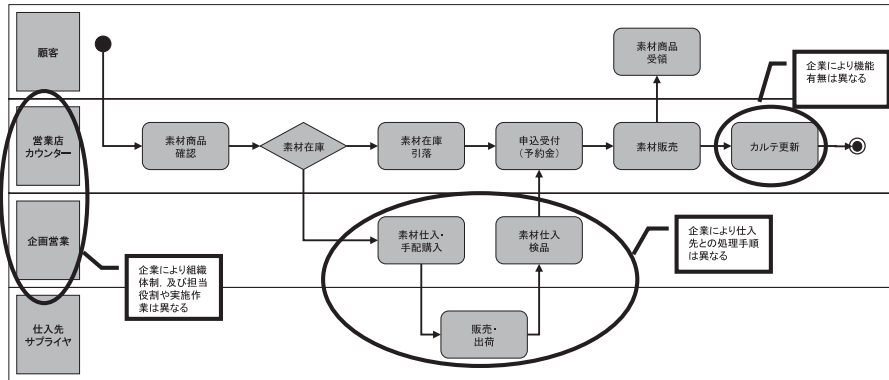 顧客
素材商品
受領
企業により機能
有無は異なる
営業店
カウンター
素材商品
確認
素材在庫
素材在庫
引落
申込受付
(予約金)
素材販売
カルテ更新
企画営業
素材仕入・
手配購入
素材仕入
検品
企業により仕入
先との処理手順
は異なる
企業により組織
体制，及び担当
役割や実施作
業は異なる
仕入先
サプライヤ
販売・
出荷